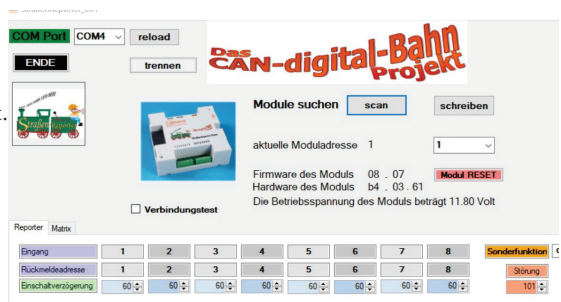 COM Port COM4 reload
ENDE trennen
Das
CAN-digital-Bahn
Projekt
Straßen Reporter
Module suchen scan schreiben
aktuelle Moduladresse 1 1
Firmware des Moduls 08 . 07 Modul RESET
Hardware des Moduls b4 . 03 . 61
Die Betriebsspannung des Moduls beträgt 11.80 Volt
Verbindungstest
Reporter Matrix
Eingang 1 2 3 4 5 6 7 8 Sonderfunktion
Rückmeldeadresse 1 2 3 4 5 6 7 8 Störung
Einschaltverzögerung 60 60 60 60 60 60 60 60 101